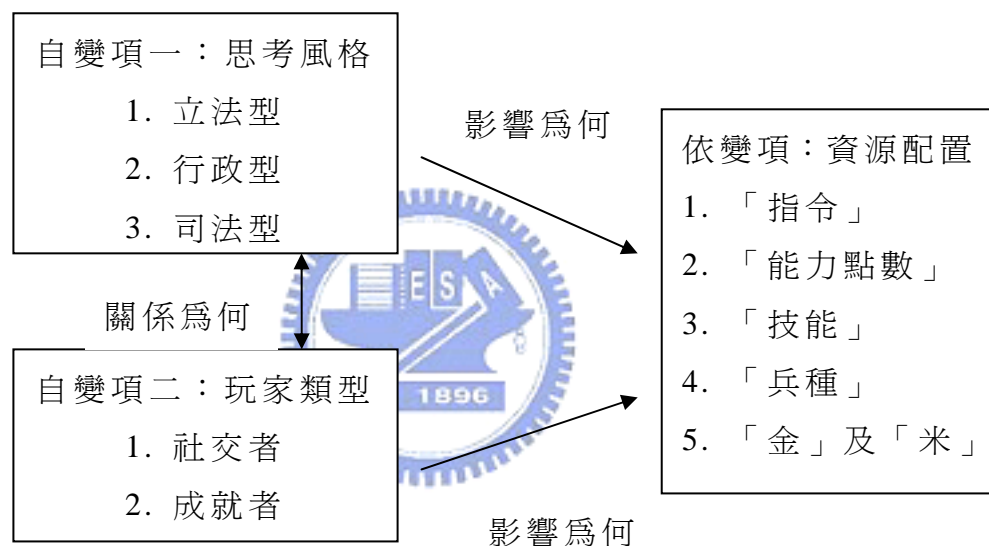 自變項一：思考風格
1. 立法型
2. 行政型
3. 司法型
影響爲何
關係爲何
自變項二：玩家類型
1. 社交者
2. 成就者
影響爲何
依變項：資源配置
1. 「指令」
2. 「能力點數」
3. 「技能」
4. 「兵種」
5. 「金」及「米」
E S A
1896